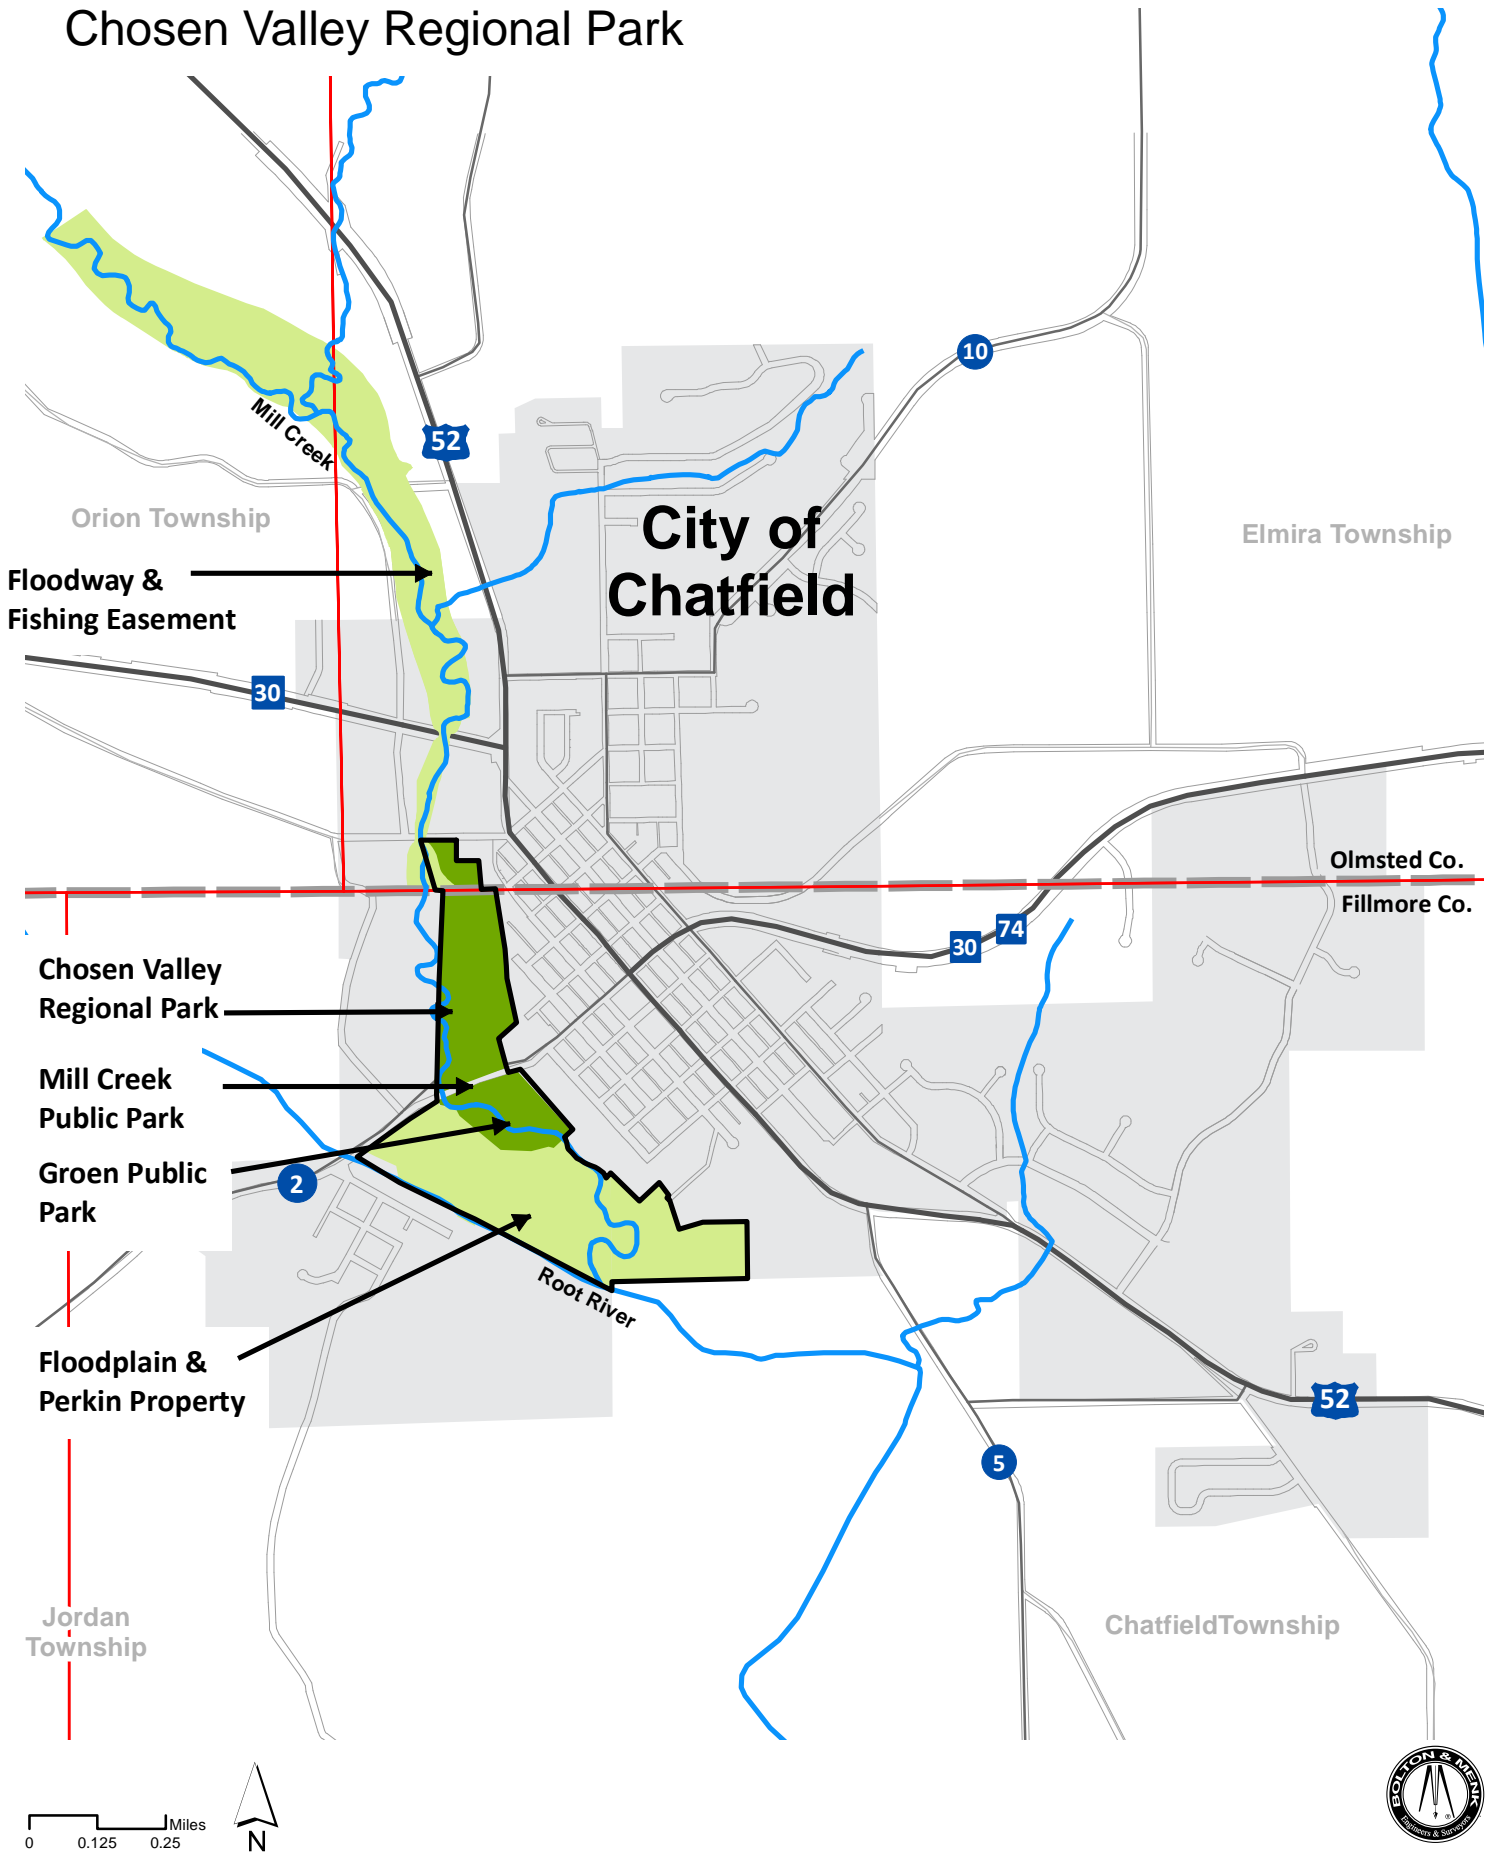 Chosen Valley Regional Park
10
52
Mill Creek
City of
Chatfield
Orion Township
Elmira Township
Floodway &
Fishing Easement
30
Olmsted Co.
Fillmore Co.
74
30
Chosen Valley
Regional Park
Mill Creek
Public Park
Groen Public
Park
2
Root River
Floodplain &
Perkin Property
52
5
Jordan
Township
ChatfieldTownship
BOLTON & MENK
Engineers & Surveyors
®
Miles
0
0.125
0.25
N